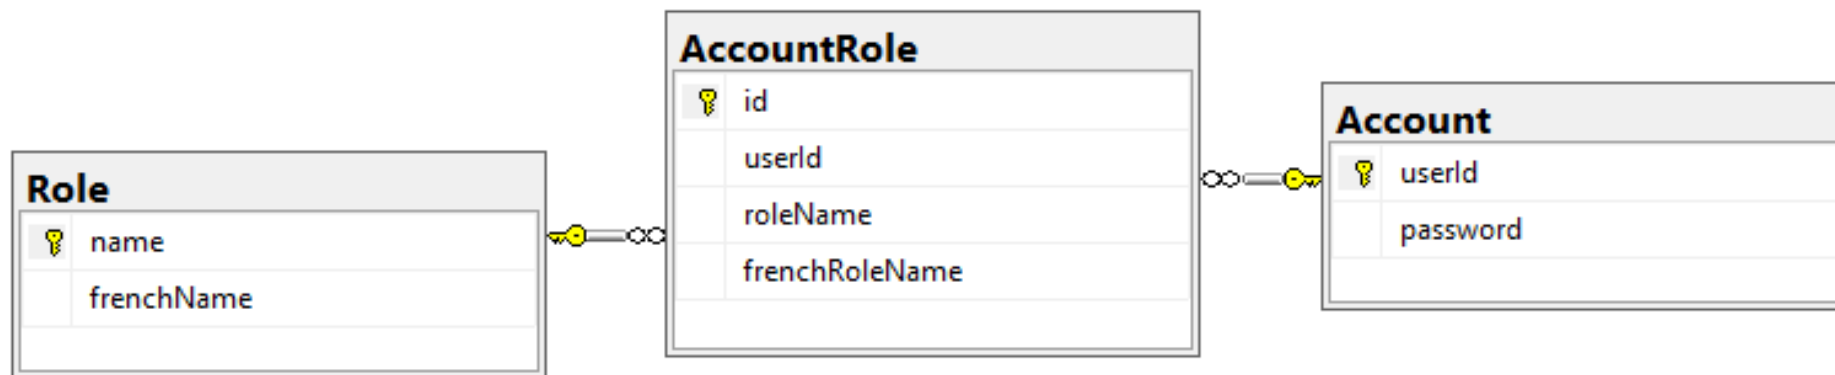 Role
name
frenchName
AccountRole
id
userId
roleName
frenchRoleName
Account
userId
password